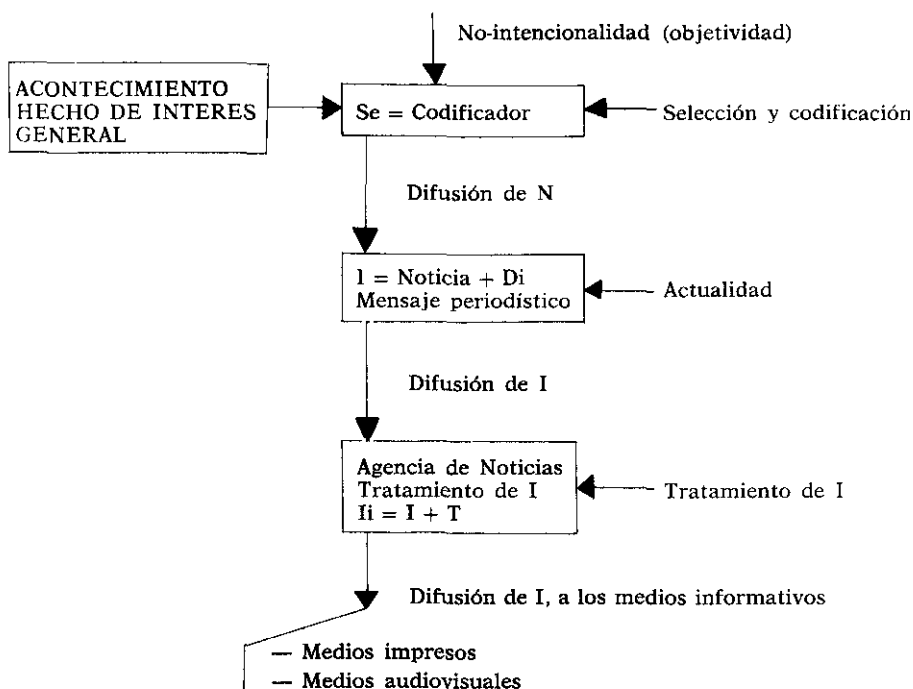 No-intencionalidad (objetividad)
ACONTECIMIENTO
HECHO DE INTERES
GENERAL
Se = Codificador
Selección y codificación
Difusión de N
I = Noticia + Di
Mensaje periodístico
Actualidad
Difusión de I
Agencia de Noticias
Tratamiento de I
Ii = I + T
Tratamiento de I
Difusión de I, a los medios informativos
— Medios impresos
— Medios audiovisuales